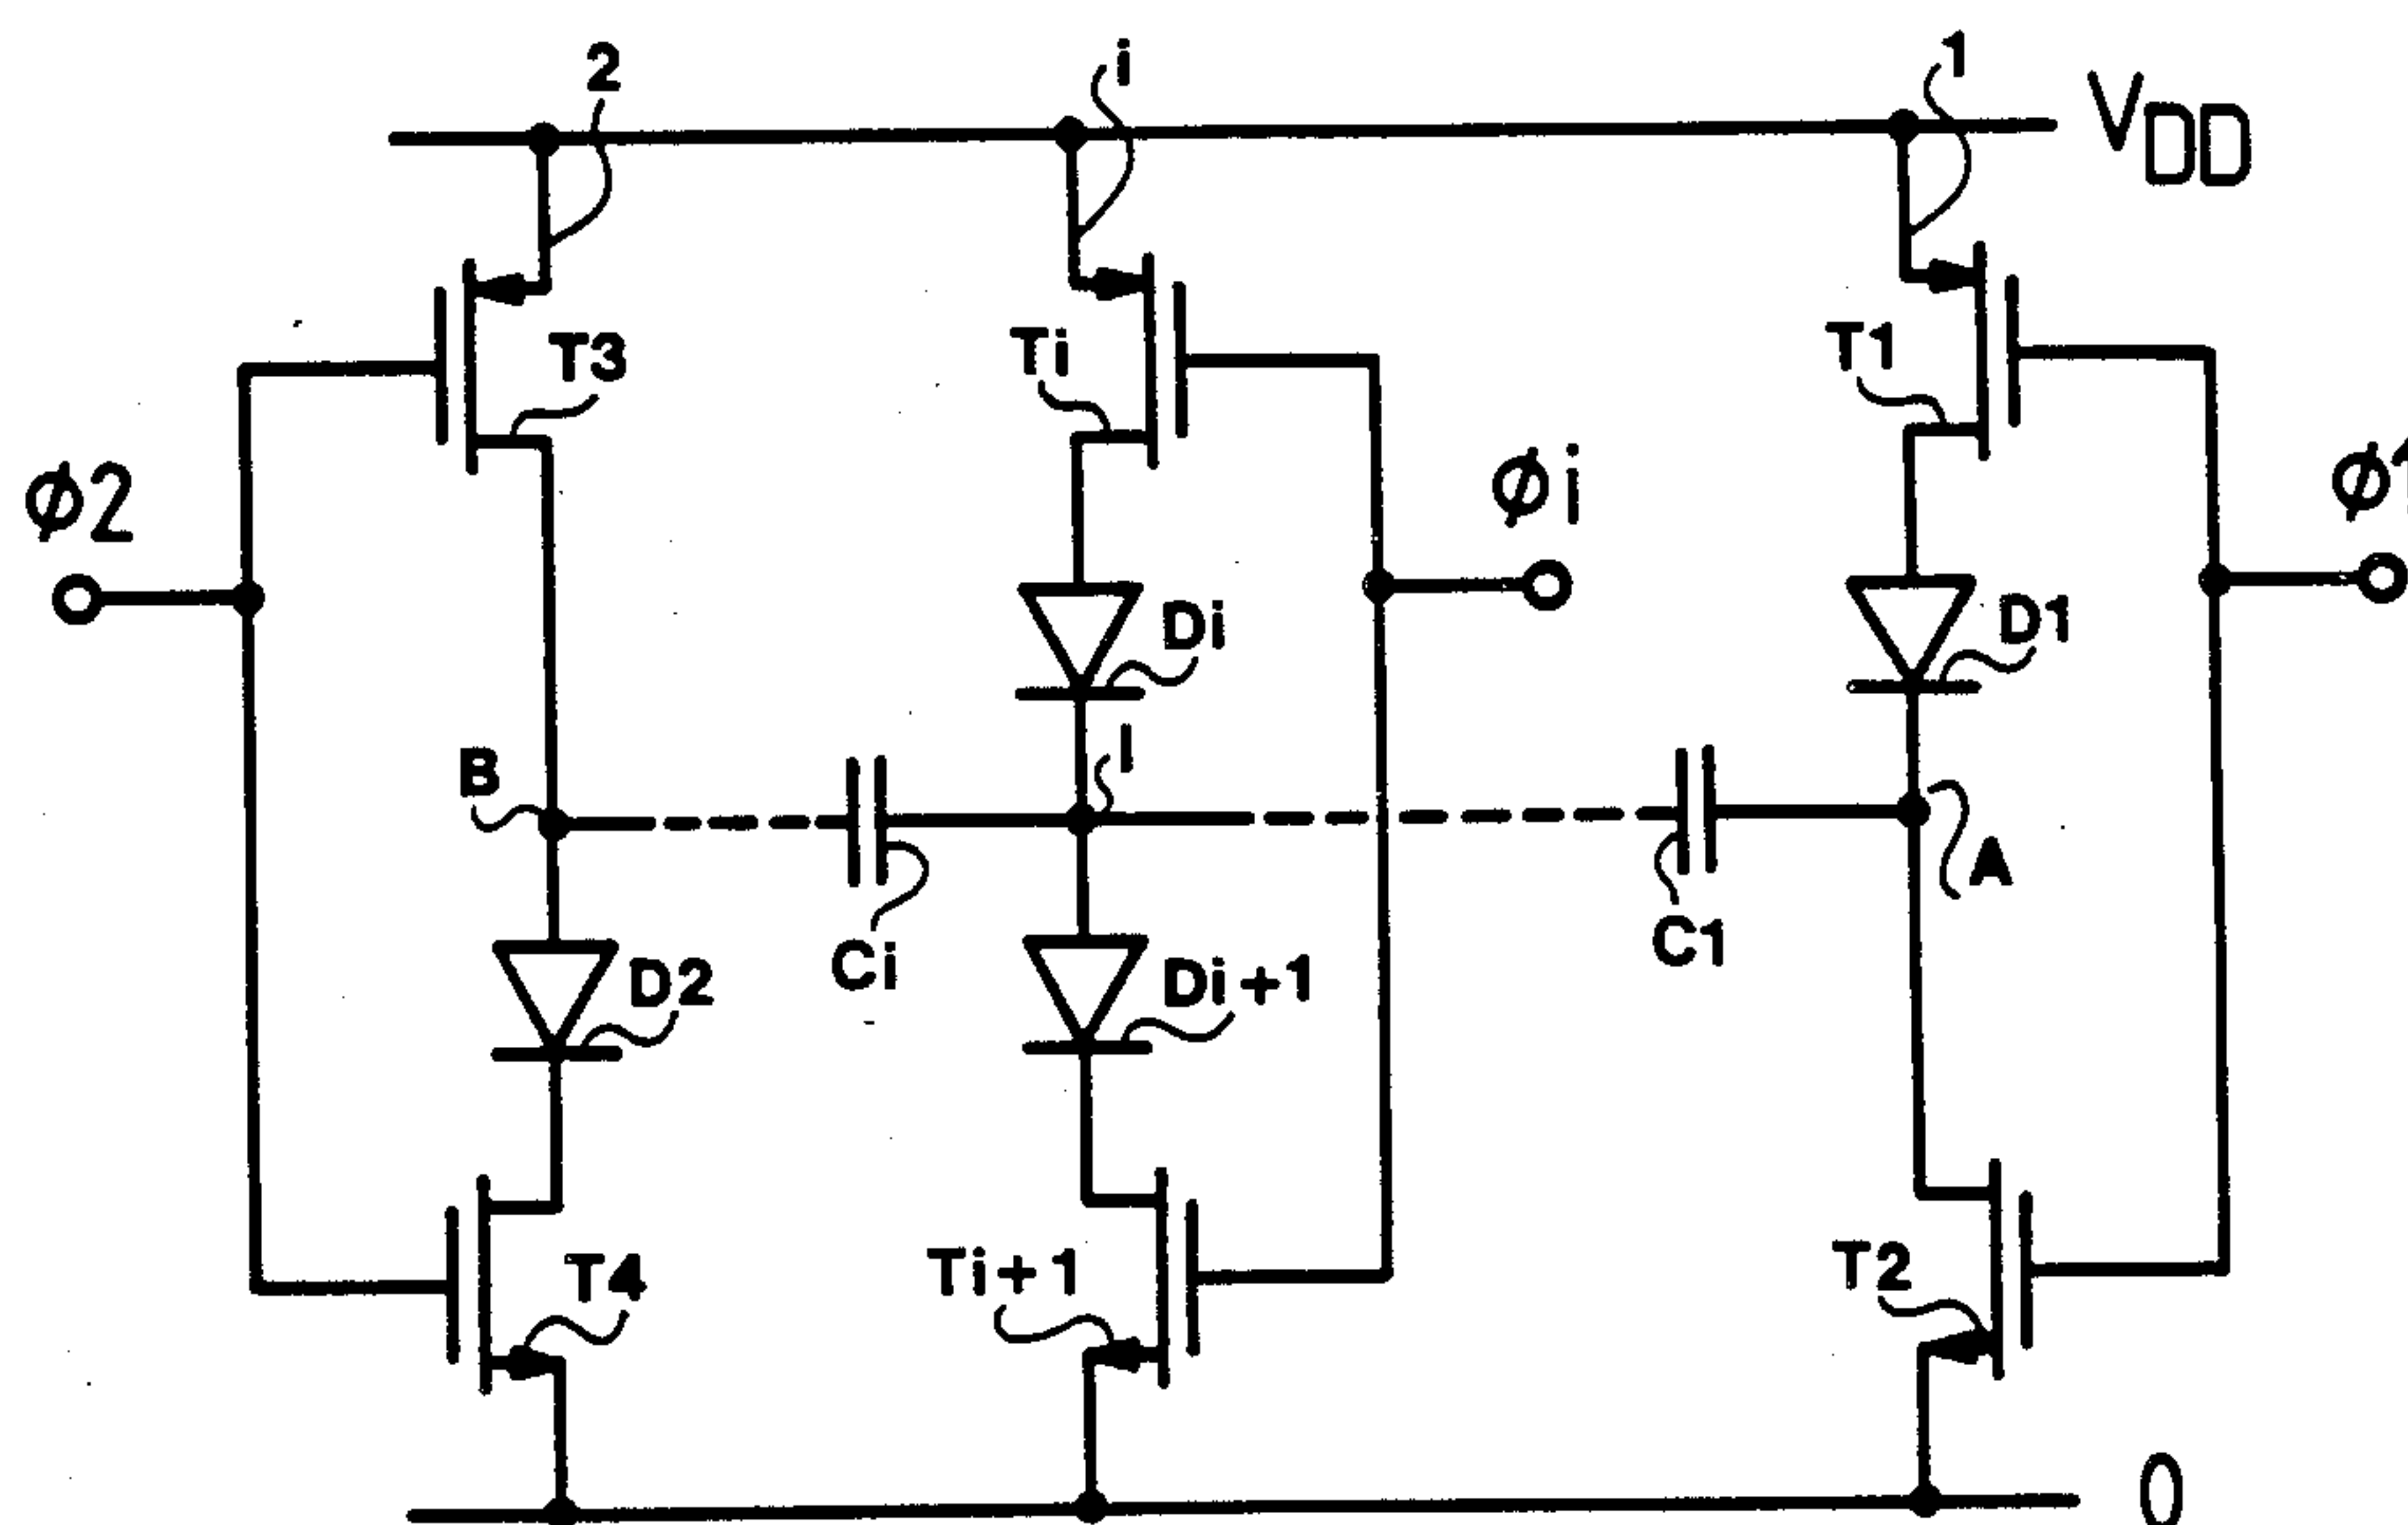 2
i
1
VDD
T3
Ti
T1
ϕ2
ϕi
ϕ1
Di
D1
B
I
A
D2
Ci
Di+1
C1
T4
Ti+1
T2
0